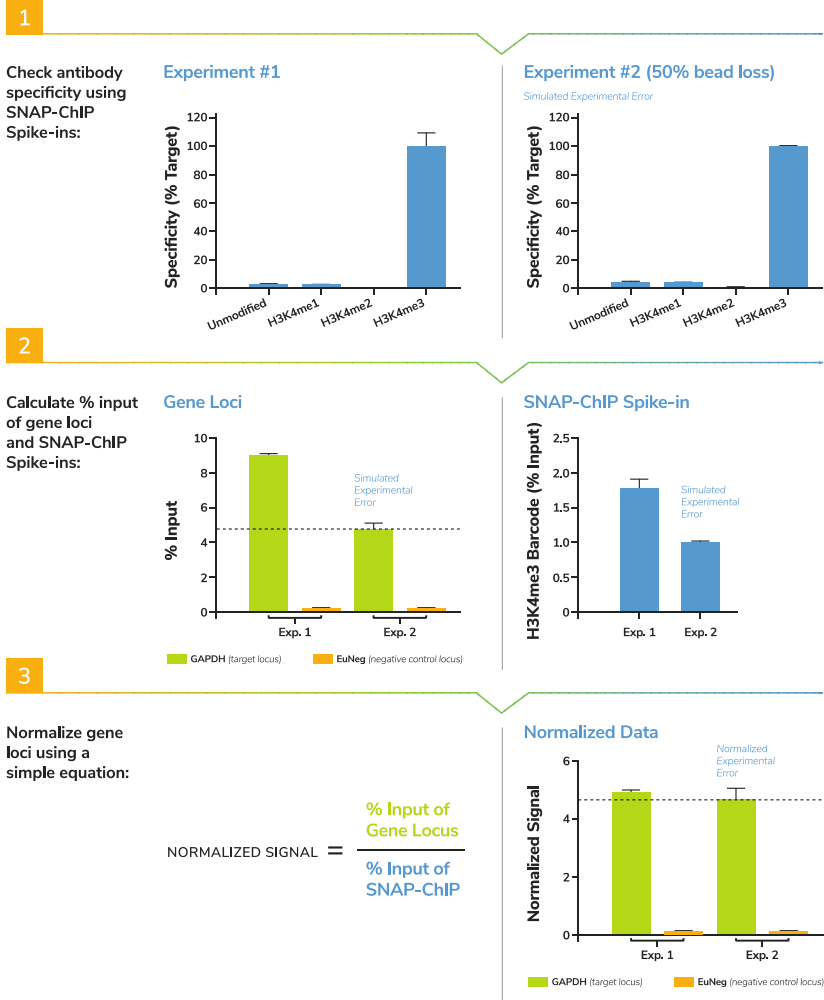 1
Check antibody
specificity using
SNAP-ChIP
Spike-ins:
Experiment #1
Specificity (% Target)
120
100
80
60
40
20
0
Unmodified
H3K4me1
H3K4me2
H3K4me3
Experiment #2 (50% bead loss)
Simulated Experimental Error
Specificity (% Target)
120
100
80
60
40
20
0
Unmodified
H3K4me1
H3K4me2
H3K4me3
2
Calculate % input
of gene loci
and SNAP-ChIP
Spike-ins:
Gene Loci
% Input
10
8
6
4
2
0
Simulated
Experimental
Error
Exp. 1
Exp. 2
GAPDH (target locus)
EuNeg (negative control locus)
SNAP-ChIP Spike-in
H3K4me3 Barcode (% Input)
2.5
2.0
1.5
1.0
0.5
0
Simulated
Experimental
Error
Exp. 1
Exp. 2
3
Normalize gene
loci using a
simple equation:
NORMALIZED SIGNAL =
% Input of
Gene Locus
% Input of
SNAP-ChIP
Normalized Data
Normalized Signal
6
4
2
0
Normalized
Experimental
Error
Exp. 1
Exp. 2
GAPDH (target locus)
EuNeg (negative control locus)